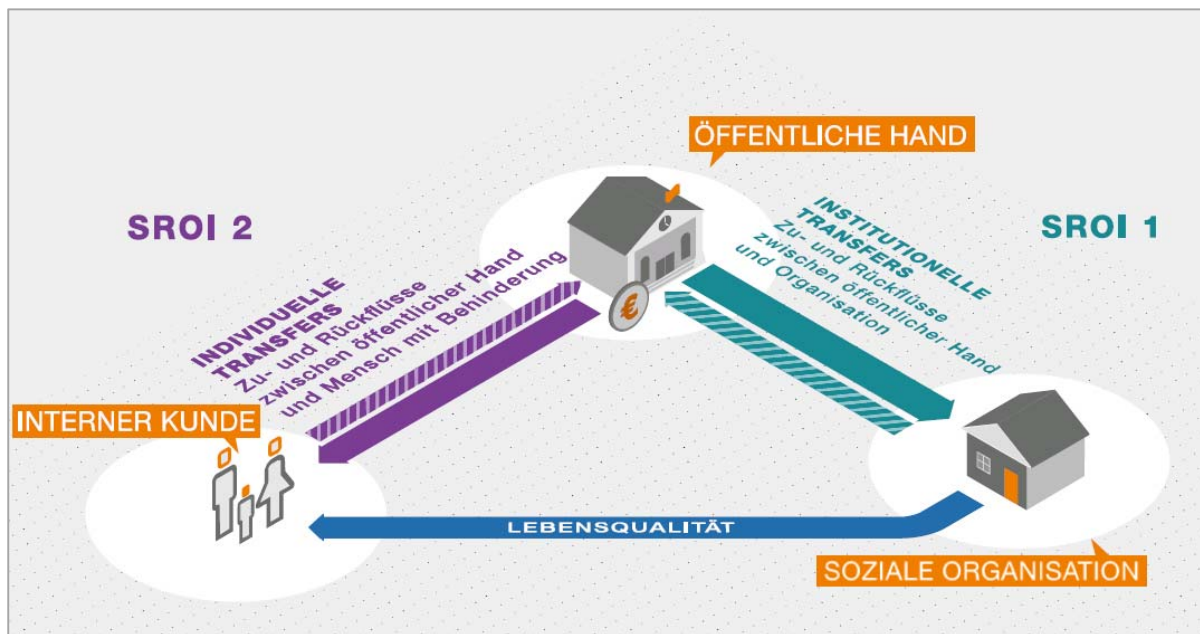 ÖFFENTLICHE HAND
SROI 2
SROI 1
INDIVIDUELLE
TRANSFERS
Zu- und Rückflüsse
zwischen öffentlicher Hand
und Mensch mit Behinderung
€
INSTITUTIONELLE
TRANSFERS
Zu- und Rückflüsse
zwischen öffentlicher Hand
und Organisation
INTERNER KUNDE
LEBENSQUALITÄT
SOZIALE ORGANISATION